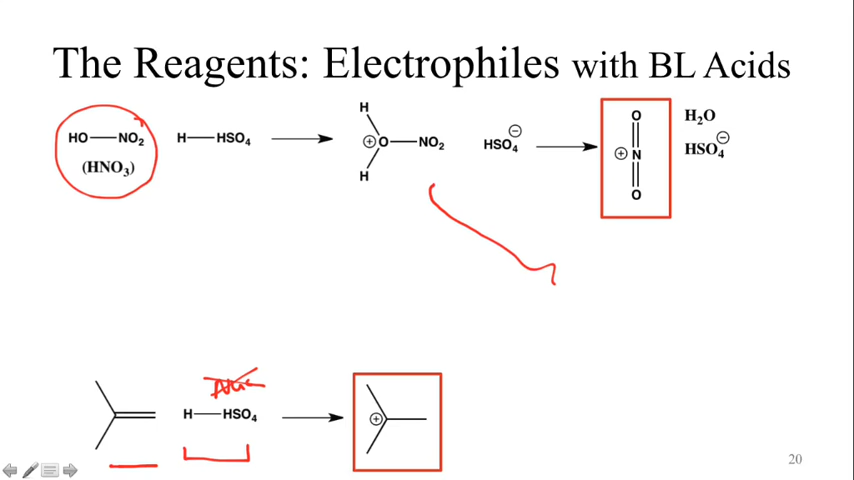 The Reagents: Electrophiles with BL Acids
HO—NO₂ H—HSO₄ H O—NO₂ H ⊕ HSO₄ ⊖ O N O ⊕ H₂O
(HNO₃) HSO₄ ⊖
H—HSO₄ ⊕
20